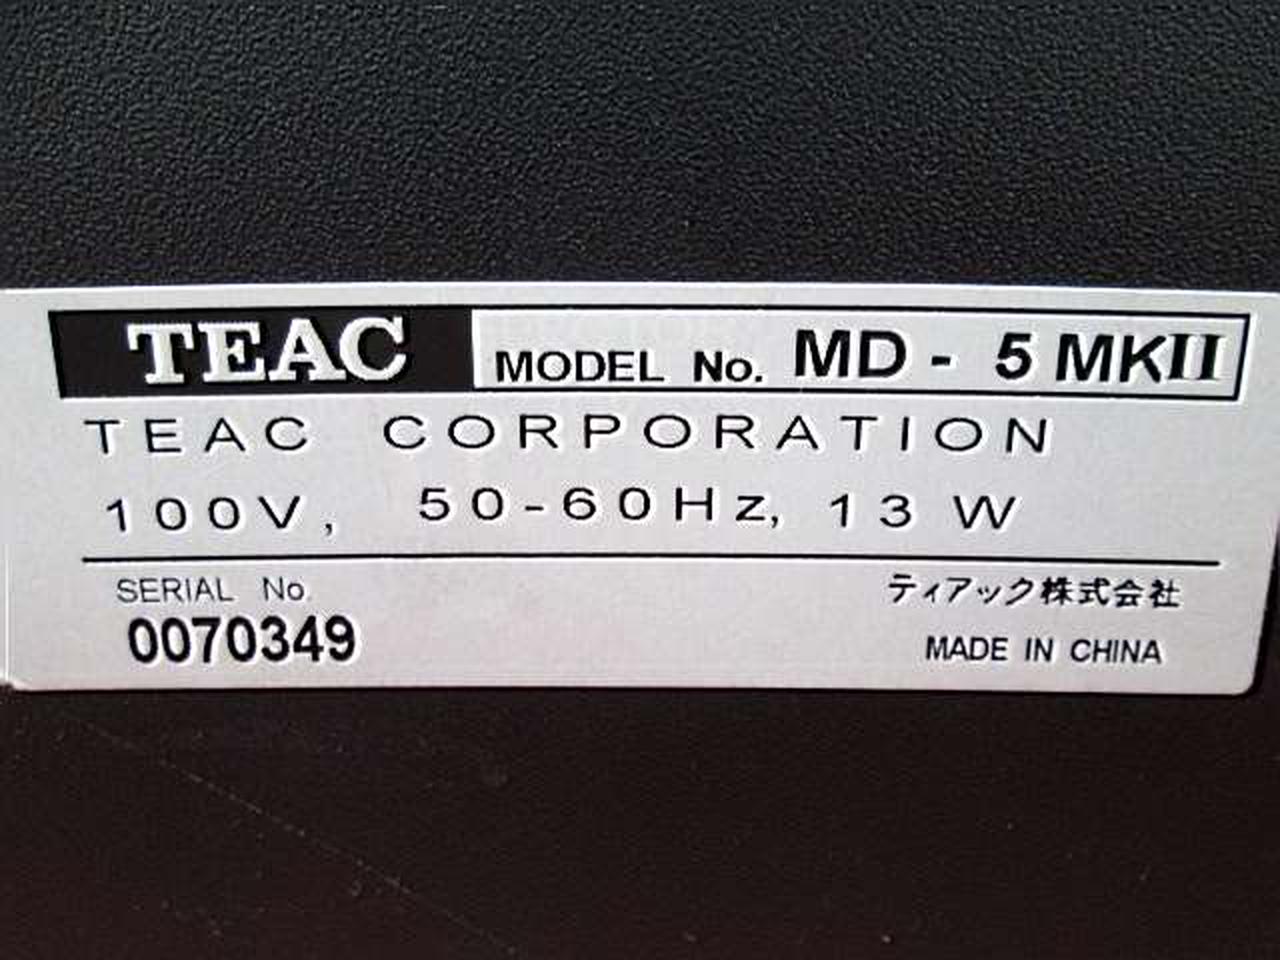 TEAC MODEL No. MD - 5 MKII
TEAC CORPORATION
100V, 50-60Hz, 13 W
SERIAL No.
0070349
ティアック株式会社
MADE IN CHINA